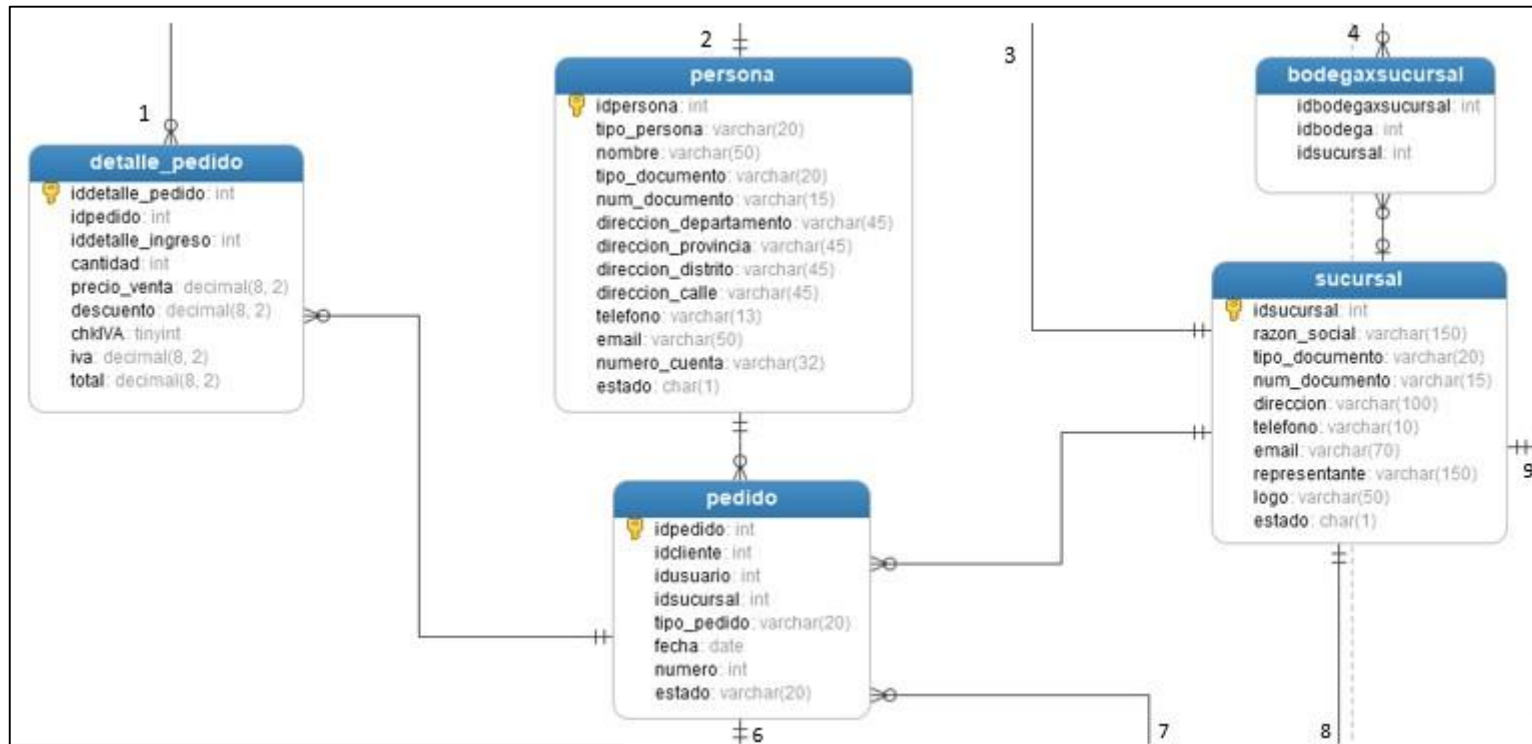 1
2
3
4
detalle_pedido
iddetalle_pedido: int
idpedido: int
iddetalle_ingreso: int
cantidad: int
precio_venta: decimal(8, 2)
descuento: decimal(8, 2)
chkIVA: tinyint
iva: decimal(8, 2)
total: decimal(8, 2)
persona
idpersona: int
tipo_persona: varchar(20)
nombre: varchar(50)
tipo_documento: varchar(20)
num_documento: varchar(15)
direccion_departamento: varchar(45)
direccion_provincia: varchar(45)
direccion_distrito: varchar(45)
direccion_calle: varchar(45)
telefono: varchar(13)
email: varchar(50)
numero_cuenta: varchar(32)
estado: char(1)
bodegaxsucursal
idbodegaxsucursal: int
idbodega: int
idsucursal: int
sucursal
idsucursal: int
razon_social: varchar(150)
tipo_documento: varchar(20)
num_documento: varchar(15)
direccion: varchar(100)
telefono: varchar(10)
email: varchar(70)
representante: varchar(150)
logo: varchar(50)
estado: char(1)
9
pedido
idpedido: int
idcliente: int
idusuario: int
idsucursal: int
tipo_pedido: varchar(20)
fecha: date
numero: int
estado: varchar(20)
6
7
8